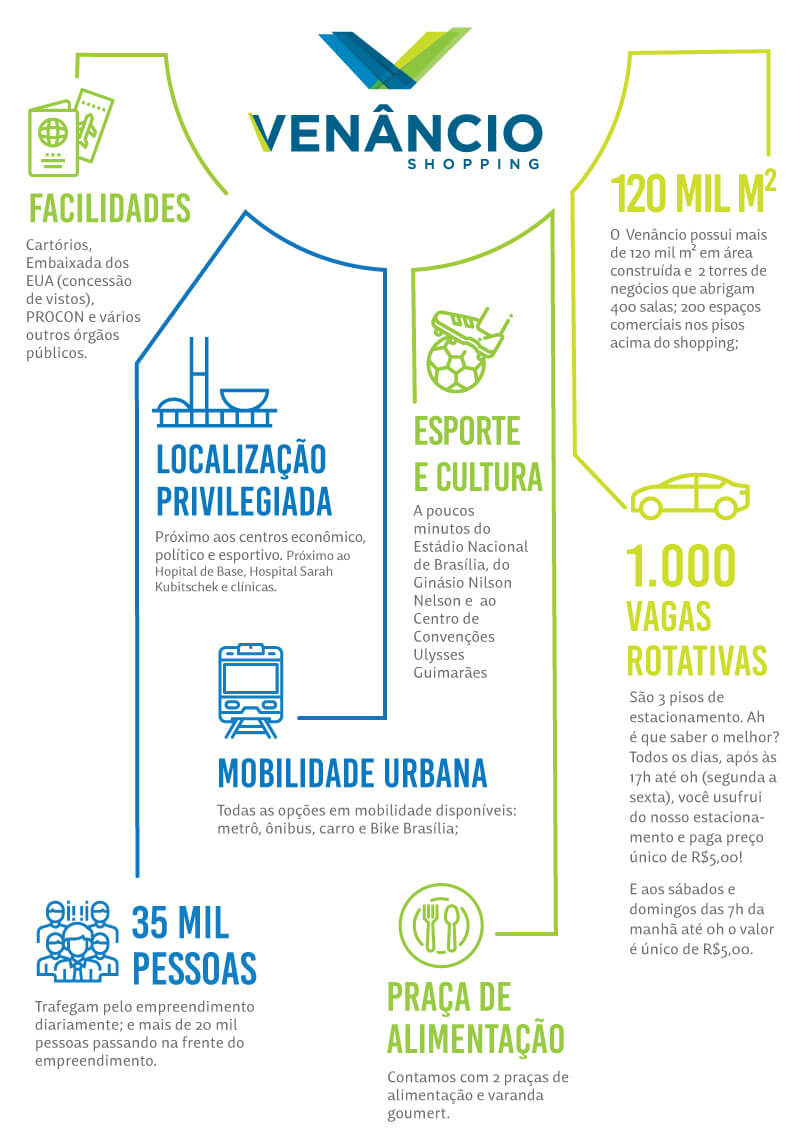 VENÂNCIO
SHOPPING
FACILIDADES
Cartórios,
Embaixada dos
EUA (concessão
de vistos),
PROCON e vários
outros órgãos
públicos.
120 MIL M²
O Venâncio possui mais
de 120 mil m² em área
construída e 2 torres de
negócios que abrigam
400 salas; 200 espaços
comerciais nos pisos
acima do shopping;
LOCALIZAÇÃO
PRIVILEGIADA
Próximo aos centros econômico,
político e esportivo. Próximo ao
Hopital de Base, Hospital Sarah
Kubitschek e clínicas.
ESPORTE
E CULTURA
A poucos
minutos do
Estádio Nacional
de Brasília, do
Ginásio Nilson
Nelson e ao
Centro de
Convenções
Ulysses
Guimarães
1.000
VAGAS
ROTATIVAS
São 3 pisos de
estacionamento. Ah
é que saber o melhor?
Todos os dias, após às
17h até 0h (segunda a
sexta), você usufrui
do nosso estaciona-
mento e paga preço
único de R$5,00!
E aos sábados e
domingos das 7h da
manhã até 0h o valor
é único de R$5,00.
MOBILIDADE URBANA
Todas as opções em mobilidade disponíveis:
metrô, ônibus, carro e Bike Brasília;
35 MIL
PESSOAS
Trafegam pelo empreendimento
diariamente; e mais de 20 mil
pessoas passando na frente do
empreendimento.
PRAÇA DE
ALIMENTAÇÃO
Contamos com 2 praças de
alimentação e varanda
goumert.